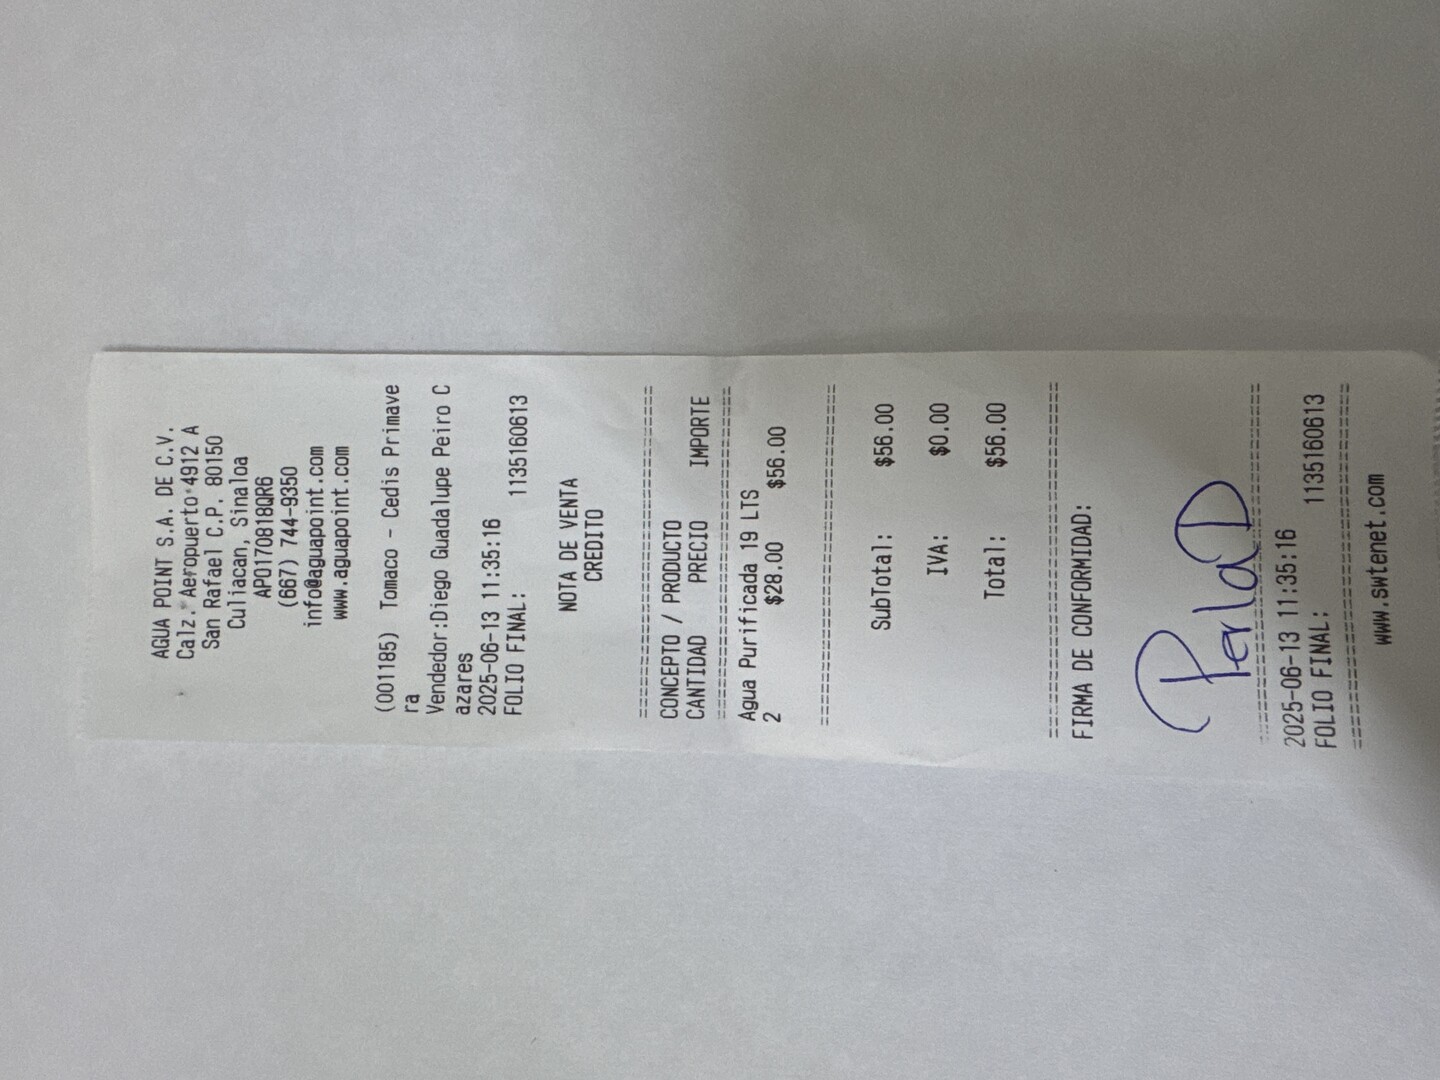 AGUA POINT S.A. DE C.V.
Calz. Aeropuerto 4912 A
San Rafael C.P. 80150
Culiacan, Sinaloa
APO170818QR6
(667) 744-9350
info@aguapoint.com
www.aguapoint.com
(001185) Tomaco - Cedis Primave
ra
Vendedor:Diego Guadalupe Peiro C
azares
2025-06-13 11:35:16
FOLIO FINAL: 1135160613
NOTA DE VENTA
CREDITO
================================
CONCEPTO / PRODUCTO
CANTIDAD PRECIO IMPORTE
================================
Agua Purificada 19 LTS
2 $28.00 $56.00
================================
SubTotal: $56.00
IVA: $0.00
Total: $56.00
================================
FIRMA DE CONFORMIDAD:
Perla D
================================
2025-06-13 11:35:16
FOLIO FINAL: 1135160613
================================
www.swtenet.com